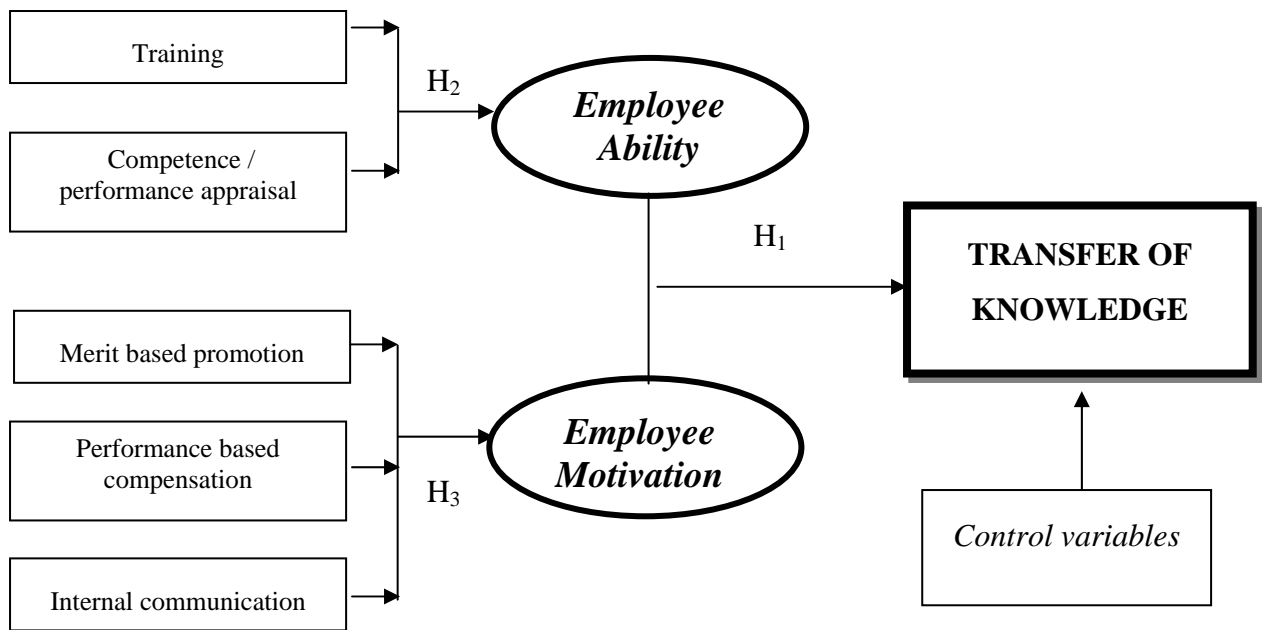 Training
H₂
Employee
Ability
Competence /
performance appraisal
H₁
TRANSFER OF
KNOWLEDGE
Merit based promotion
Performance based
compensation
H₃
Employee
Motivation
Internal communication
Control variables